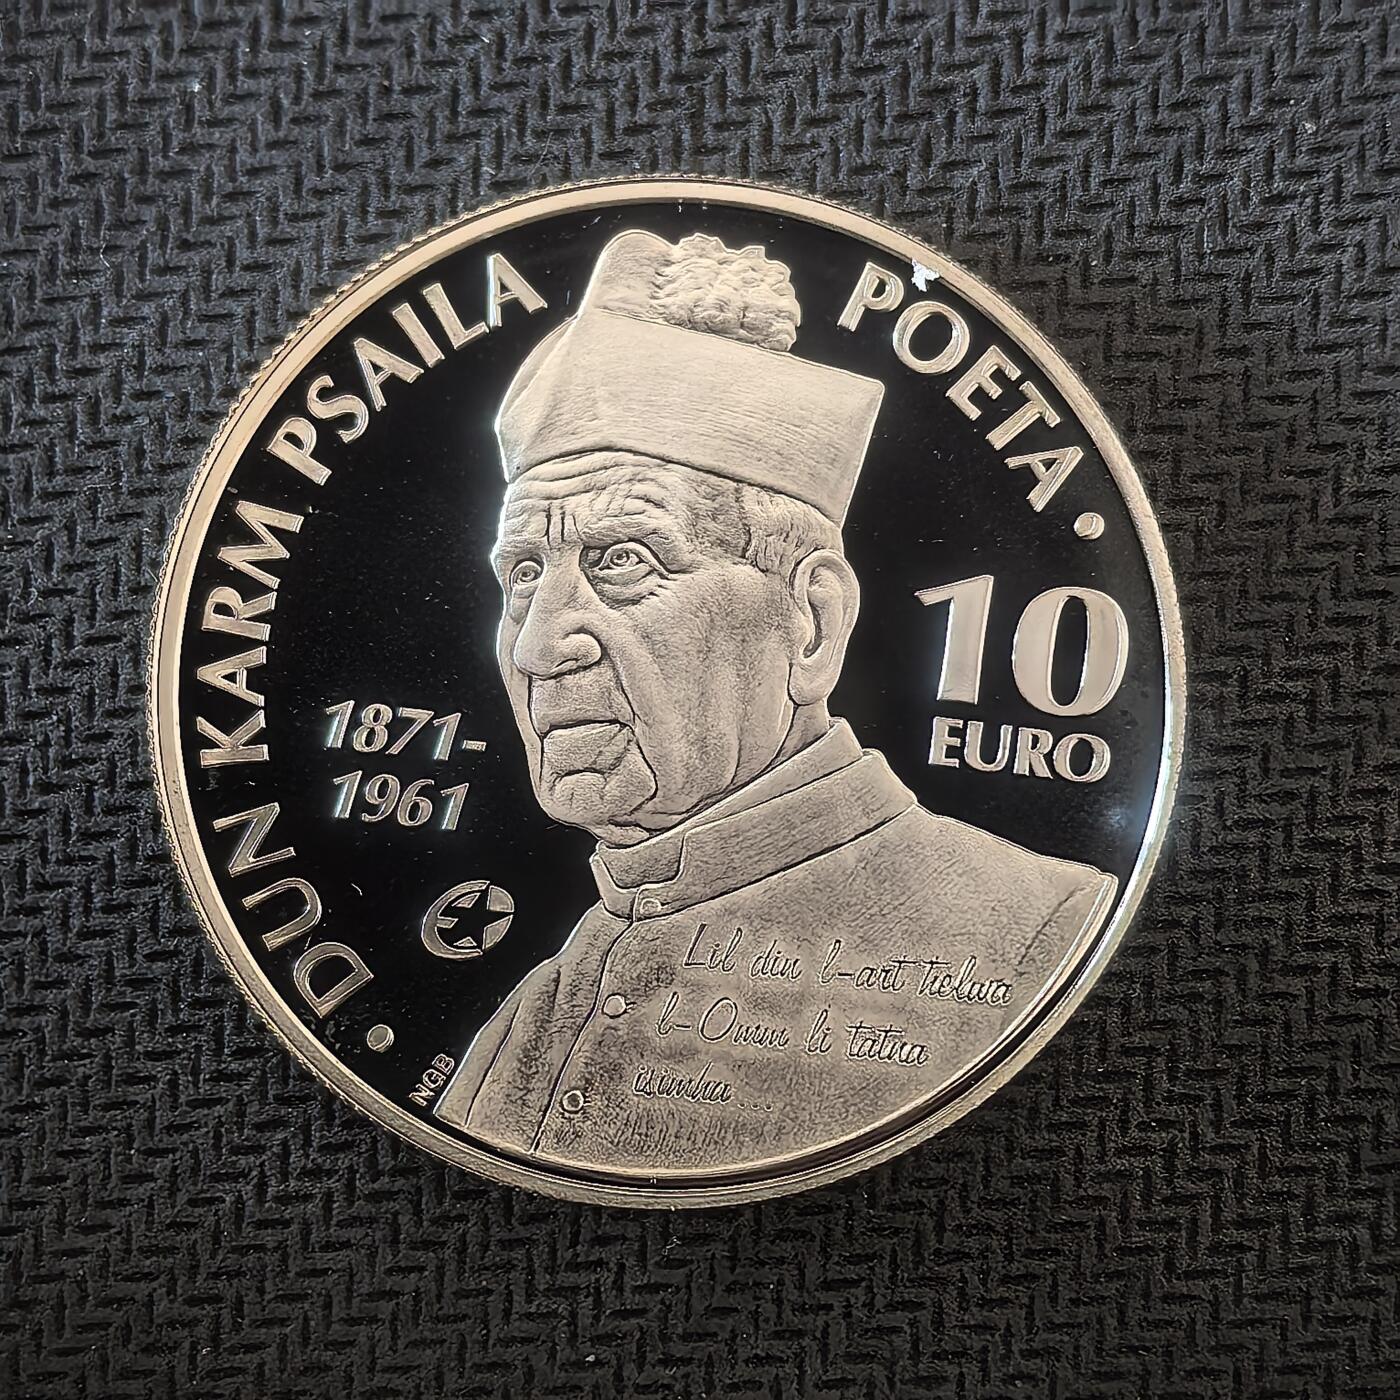 • DUN KARM PSAILA
POETA •
10
EURO
1871-
1961
Lil din l-art ħelwa
l-Omm li tatna
isimha ...
NGB